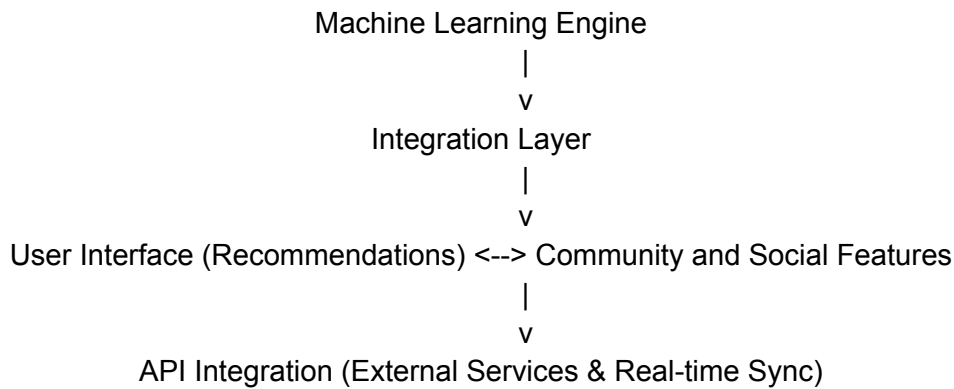 Machine Learning Engine
|
v
Integration Layer
|
v
User Interface (Recommendations) <--> Community and Social Features
|
v
API Integration (External Services & Real-time Sync)